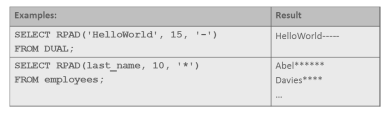 Examples: Result
SELECT RPAD('HelloWorld', 15, '-') HelloWorld-----
FROM DUAL;
SELECT RPAD(last_name, 10, '*') Abel******
FROM employees; Davies****
...